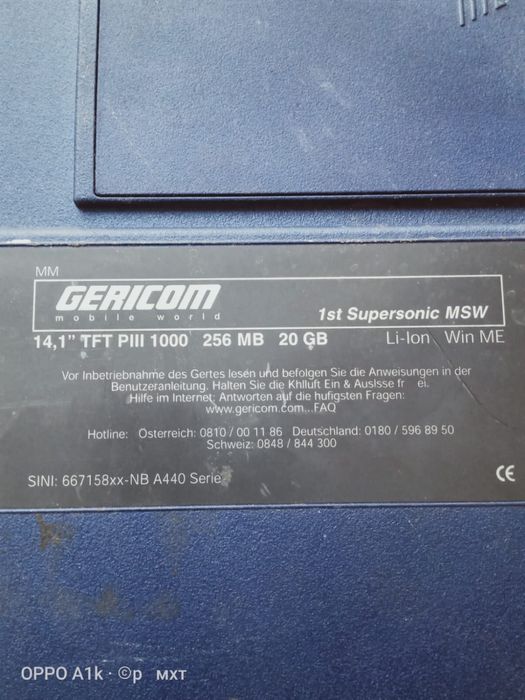 MM
GERICOM
mobile world
1st Supersonic MSW
14,1" TFT PIII 1000 256 MB 20 GB Li-Ion Win ME
Vor Inbetriebnahme des Gertes lesen und befolgen Sie die Anweisungen in der
Benutzeranleitung. Halten Sie die Khlluft Ein & Auslsse fr ei.
Hilfe im Internet: Antworten auf die hufigsten Fragen:
www.gericom.com...FAQ
Hotline: Österreich: 0810 / 00 11 86 Deutschland: 0180 / 596 89 50
Schweiz: 0848 / 844 300
SINI: 667158xx-NB A440 Serie
CE
OPPO A1k · ©p мхт